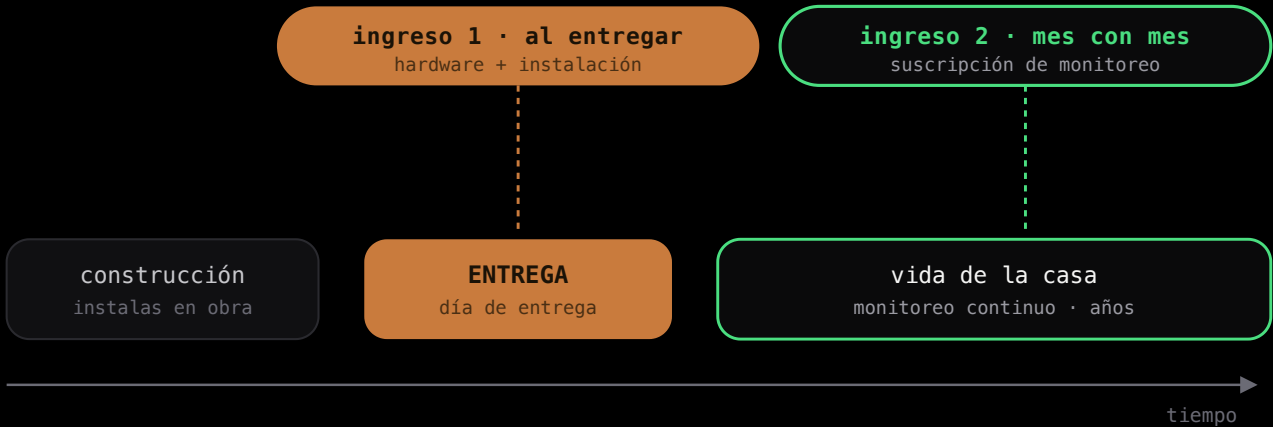 ingreso 1 · al entregar
hardware + instalación
ingreso 2 · mes con mes
suscripción de monitoreo
construcción
instalas en obra
ENTREGA
día de entrega
vida de la casa
monitoreo continuo · años
tiempo